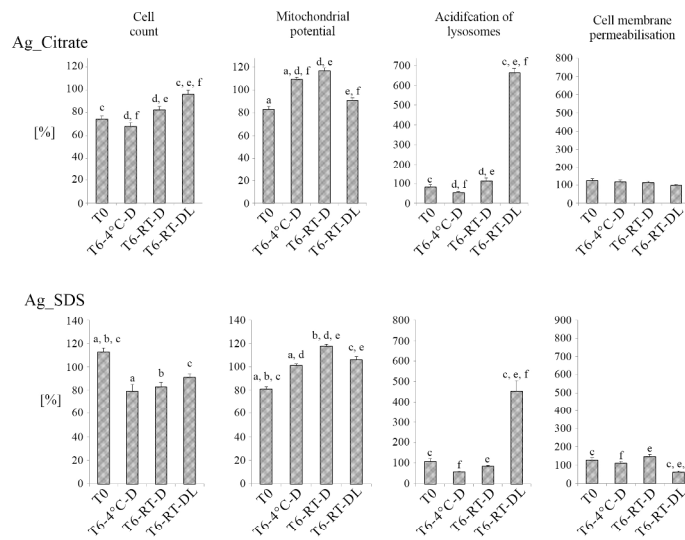 Cell count
Mitochondrial potential
Acidifcation of lysosomes
Cell membrane permeabilisation
Ag_Citrate
[%]
120
100
80
60
40
20
0
c
d, f
d, e
c, e, f
T0
T6-4°C-D
T6-RT-D
T6-RT-DL
120
100
80
60
40
20
0
a
a, d, f
d, e
e, f
T0
T6-4°C-D
T6-RT-D
T6-RT-DL
700
600
500
400
300
200
100
0
c
d, f
d, e
c, e, f
T0
T6-4°C-D
T6-RT-D
T6-RT-DL
800
700
600
500
400
300
200
100
0
T0
T6-4°C-D
T6-RT-D
T6-RT-DL
Ag_SDS
[%]
140
120
100
80
60
40
20
0
a, b, c
a
b
c
T0
T6-4°C-D
T6-RT-D
T6-RT-DL
140
120
100
80
60
40
20
0
a, b, c
a, d
b, d, e
c, e
T0
T6-4°C-D
T6-RT-D
T6-RT-DL
800
700
600
500
400
300
200
100
0
c
f
e
c, e, f
T0
T6-4°C-D
T6-RT-D
T6-RT-DL
900
800
700
600
500
400
300
200
100
0
c
f
e
c, e,
T0
T6-4°C-D
T6-RT-D
T6-RT-DL